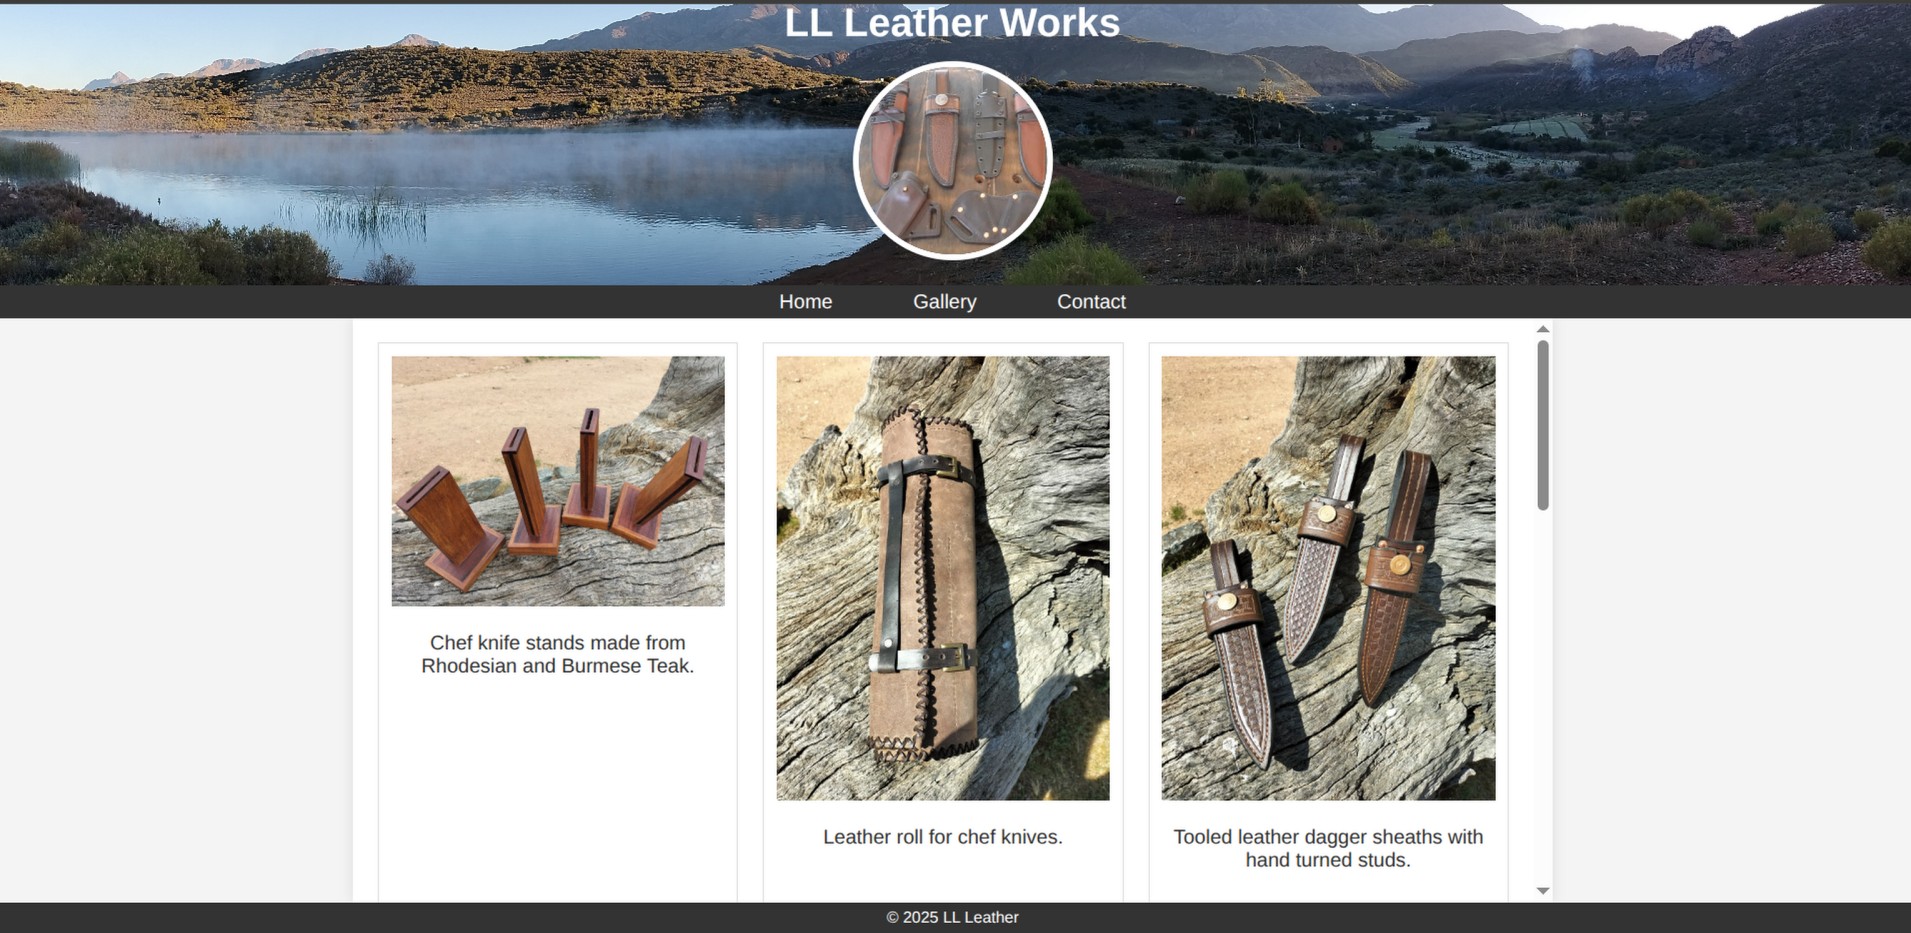 LL Leather Works
Home Gallery Contact
Chef knife stands made from
Rhodesian and Burmese Teak.
Leather roll for chef knives.
Tooled leather dagger sheaths with
hand turned studs.
© 2025 LL Leather